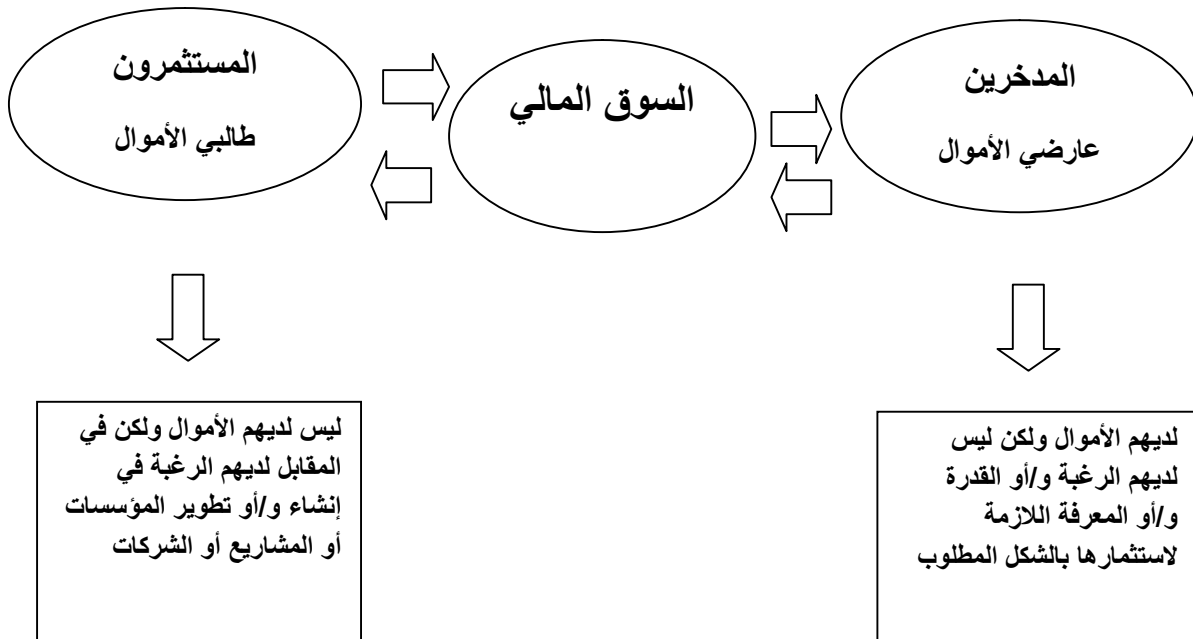 المدخرين
عارضي الأموال
السوق المالي
المستثمرون
طالبي الأموال
لديهم الأموال ولكن ليس
لديهم الرغبة و/أو القدرة
و/أو المعرفة اللازمة
لاستثمارها بالشكل المطلوب
ليس لديهم الأموال ولكن في
المقابل لديهم الرغبة في
إنشاء و/أو تطوير المؤسسات
أو المشاريع أو الشركات